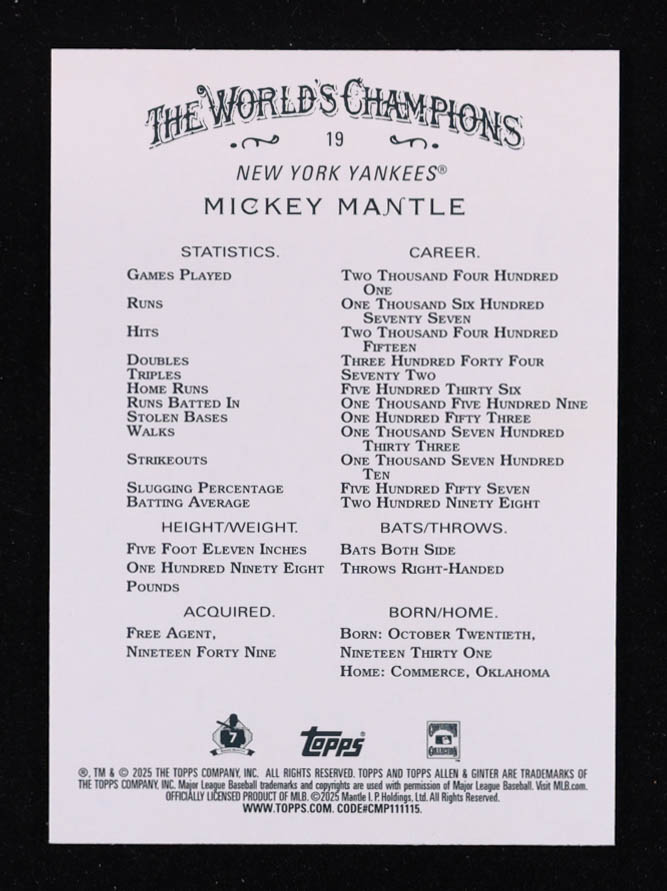 THE WORLD'S CHAMPIONS
19
NEW YORK YANKEES®
MICKEY MANTLE
STATISTICS. CAREER.
GAMES PLAYED TWO THOUSAND FOUR HUNDRED
ONE
RUNS ONE THOUSAND SIX HUNDRED
SEVENTY SEVEN
HITS TWO THOUSAND FOUR HUNDRED
FIFTEEN
DOUBLES THREE HUNDRED FORTY FOUR
TRIPLES SEVENTY TWO
HOME RUNS FIVE HUNDRED THIRTY SIX
RUNS BATTED IN ONE THOUSAND FIVE HUNDRED NINE
STOLEN BASES ONE HUNDRED FIFTY THREE
WALKS ONE THOUSAND SEVEN HUNDRED
THIRTY THREE
STRIKEOUTS ONE THOUSAND SEVEN HUNDRED
TEN
SLUGGING PERCENTAGE FIVE HUNDRED FIFTY SEVEN
BATTING AVERAGE TWO HUNDRED NINETY EIGHT
HEIGHT/WEIGHT. BATS/THROWS.
FIVE FOOT ELEVEN INCHES BATS BOTH SIDE
ONE HUNDRED NINETY EIGHT THROWS RIGHT-HANDED
POUNDS
ACQUIRED. BORN/HOME.
FREE AGENT, BORN: OCTOBER TWENTIETH,
NINETEEN FORTY NINE NINETEEN THIRTY ONE
HOME: COMMERCE, OKLAHOMA
7 TOPPS COOPERSTOWN COLLECTION
®, TM & © 2025 THE TOPPS COMPANY, INC. ALL RIGHTS RESERVED. TOPPS AND TOPPS ALLEN & GINTER ARE TRADEMARKS OF
THE TOPPS COMPANY, INC. Major League Baseball trademarks and copyrights are used with permission of Major League Baseball. Visit MLB.com.
OFFICIALLY LICENSED PRODUCT OF MLB. ©2025 Mantle I. P. Holdings, Ltd. All Rights Reserved.
WWW.TOPPS.COM. CODE#CMP111115.